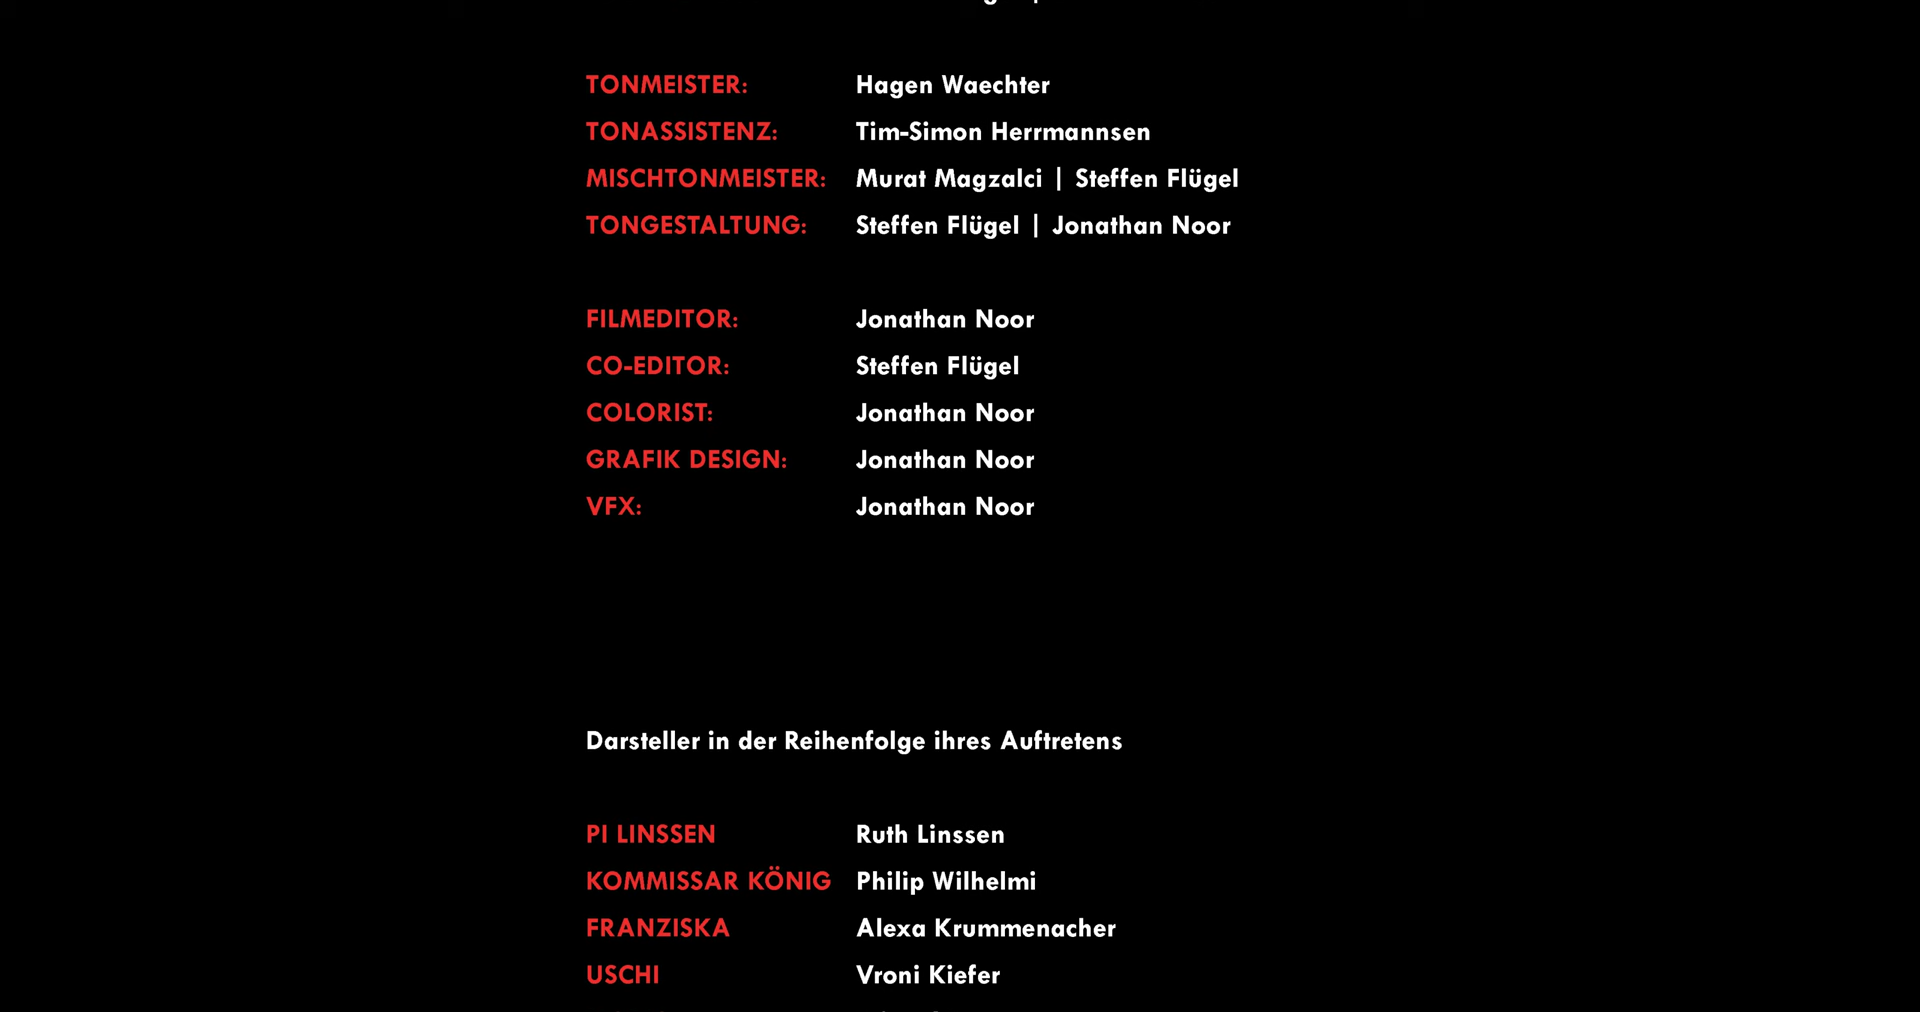 TONMEISTER: Hagen Waechter
TONASSISTENZ: Tim-Simon Herrmannsen
MISCHTONMEISTER: Murat Magzalci | Steffen Flügel
TONGESTALTUNG: Steffen Flügel | Jonathan Noor
FILMEDITOR: Jonathan Noor
CO-EDITOR: Steffen Flügel
COLORIST: Jonathan Noor
GRAFIK DESIGN: Jonathan Noor
VFX: Jonathan Noor
Darsteller in der Reihenfolge ihres Auftretens
PI LINSSEN Ruth Linssen
KOMMISSAR KÖNIG Philip Wilhelmi
FRANZISKA Alexa Krummenacher
USCHI Vroni Kiefer